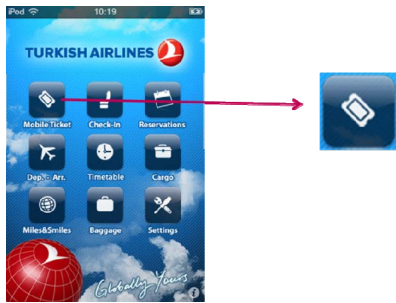 iPod 10:19
TURKISH AIRLINES
Mobile Ticket Check-In Reservations
Dep. - Arr. Timetable Cargo
Miles&Smiles Baggage Settings
Globally Yours
i